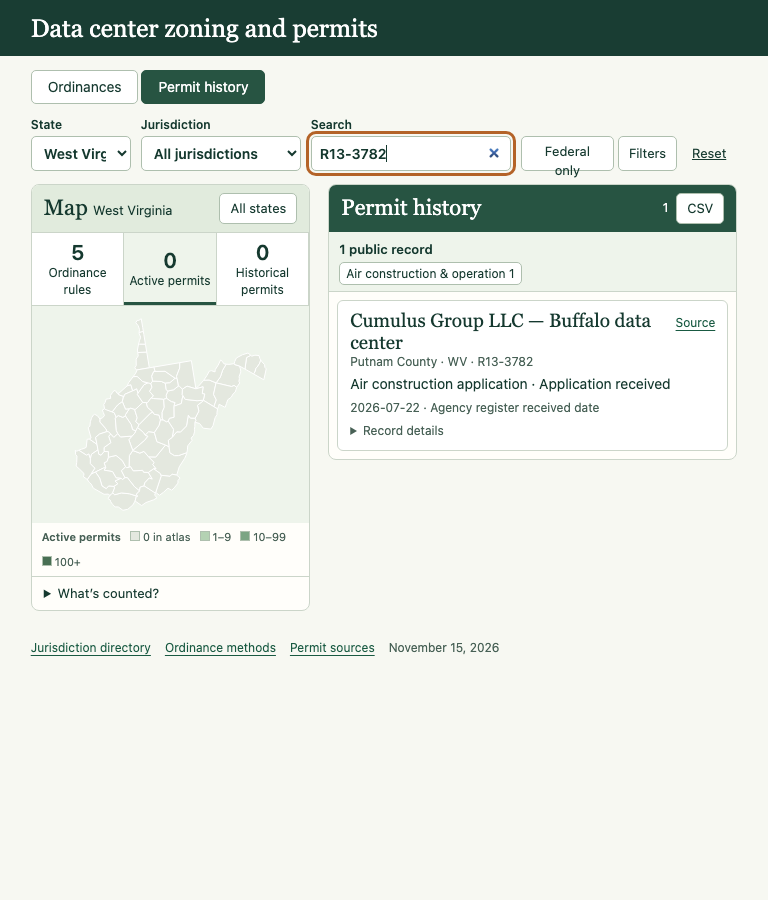 Data center zoning and permits
Ordinances
Permit history
State
Jurisdiction
Search
West Virg
All jurisdictions
R13-3782
Federal
only
Filters
Reset
Map West Virginia
All states
5
Ordinance
rules
0
Active permits
0
Historical
permits
Active permits 0 in atlas 1–9 10–99
100+
▶ What's counted?
Permit history
1
CSV
1 public record
Air construction & operation 1
Cumulus Group LLC — Buffalo data
center
Source
Putnam County · WV · R13-3782
Air construction application · Application received
2026-07-22 · Agency register received date
▶ Record details
Jurisdiction directory Ordinance methods Permit sources November 15, 2026